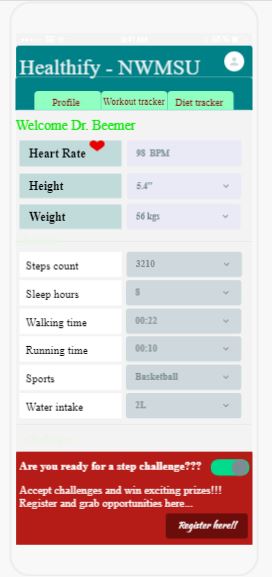 Healthify - NWMSU
Profile Workout tracker Diet tracker
Welcome Dr. Beemer
Heart Rate 98 BPM
Height 5.4"
Weight 56 kgs
Steps count 3210
Sleep hours 8
Walking time 00:22
Running time 00:10
Sports Basketball
Water intake 2L
Are you ready for a step challenge???
Accept challenges and win exciting prizes!!!
Register and grab opportunities here...
Register here!!